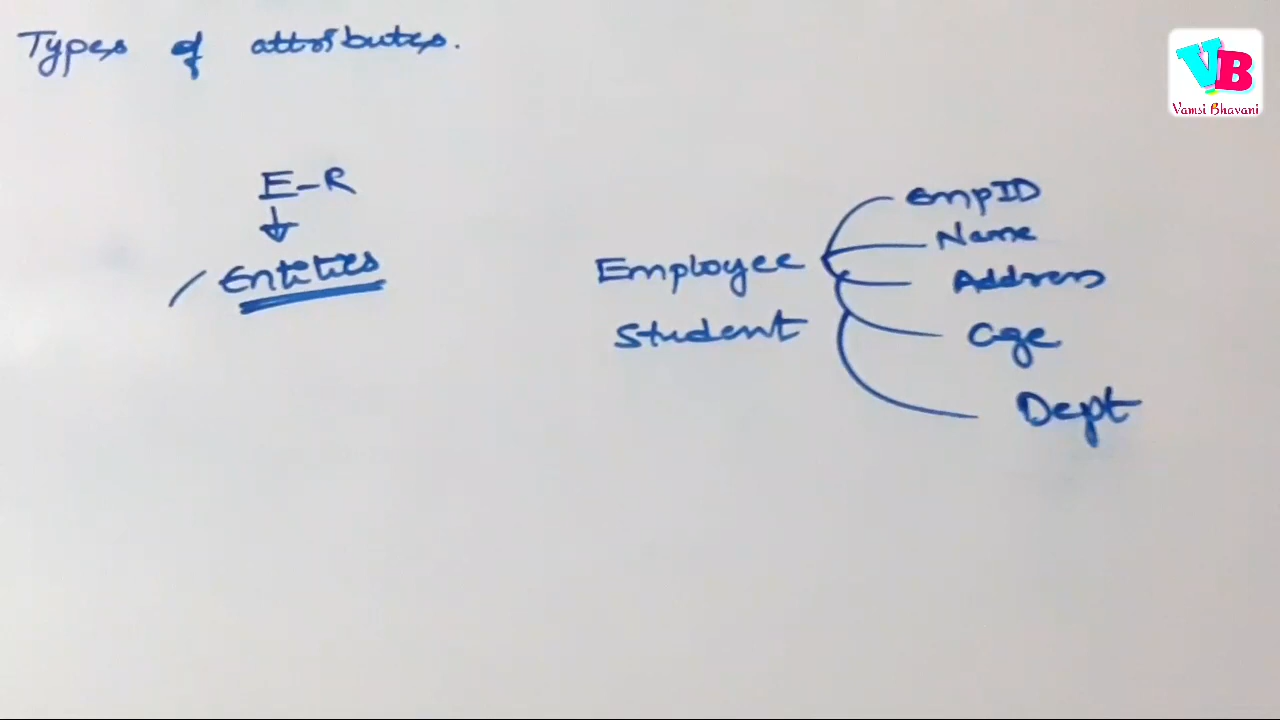 Types of attributes.
VB
Vamsi Bhavani
E-R
Entities
Employee
Student
EmpID
Name
Address
Age
Dept